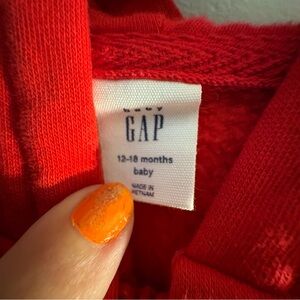 GAP
12-18 months
baby
MADE IN
VIETNAM